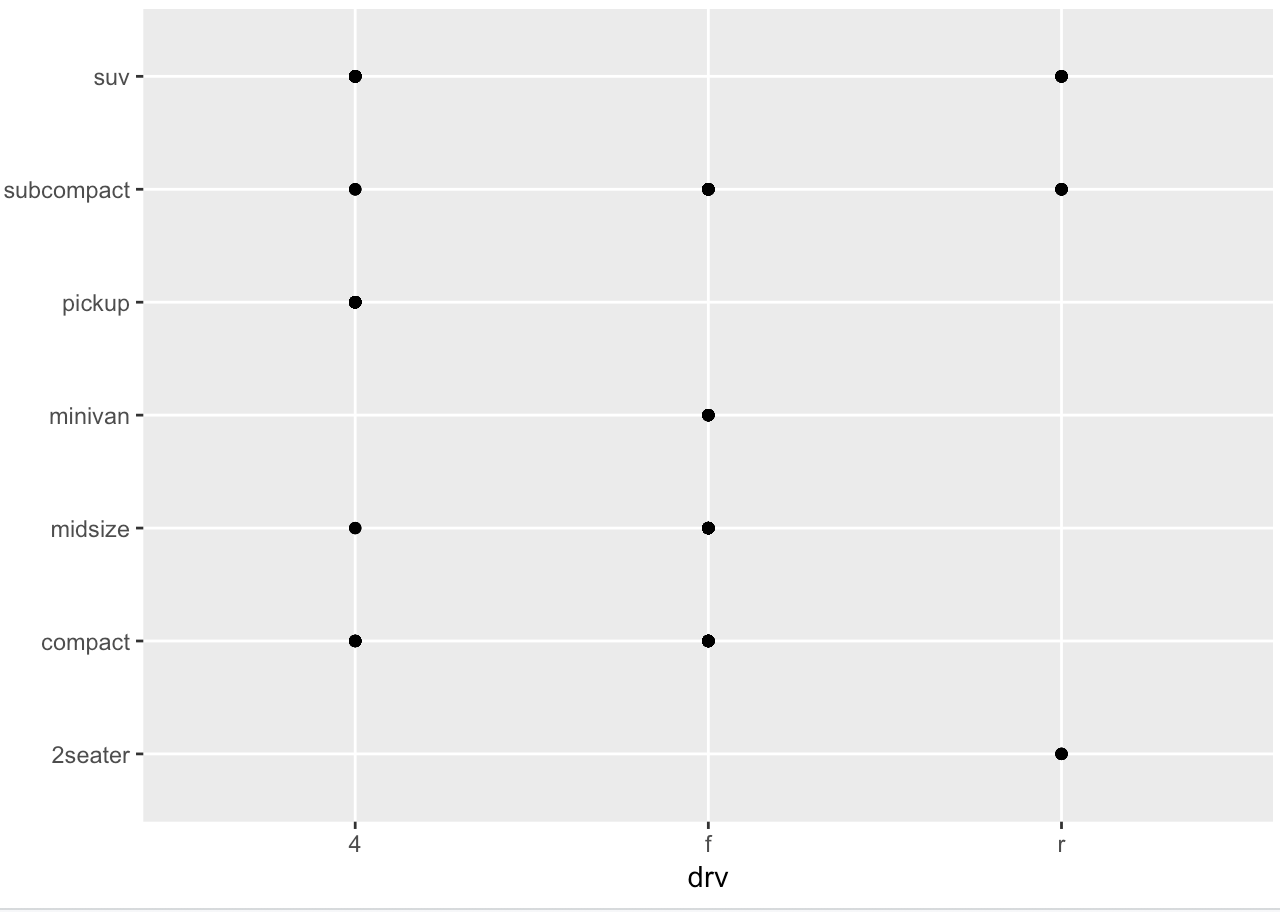 suv
subcompact
pickup
minivan
midsize
compact
2seater
4 f r
drv